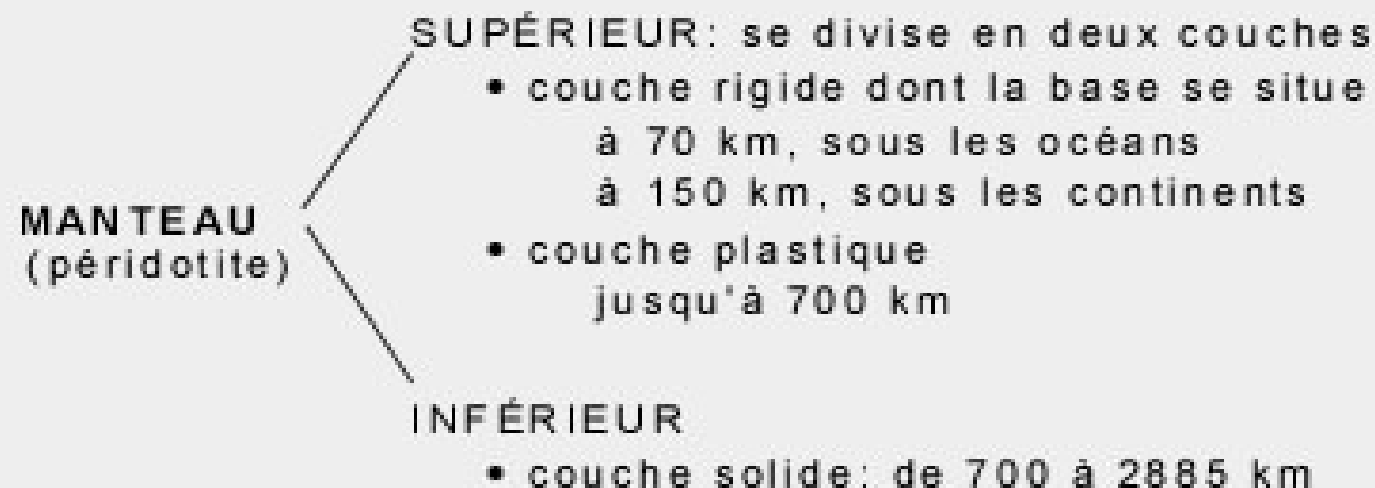 SUPÉRIEUR: se divise en deux couches
• couche rigide dont la base se situe
à 70 km, sous les océans
à 150 km, sous les continents
MANTEAU
(péridotite)
• couche plastique
jusqu'à 700 km
INFÉRIEUR
• couche solide: de 700 à 2885 km